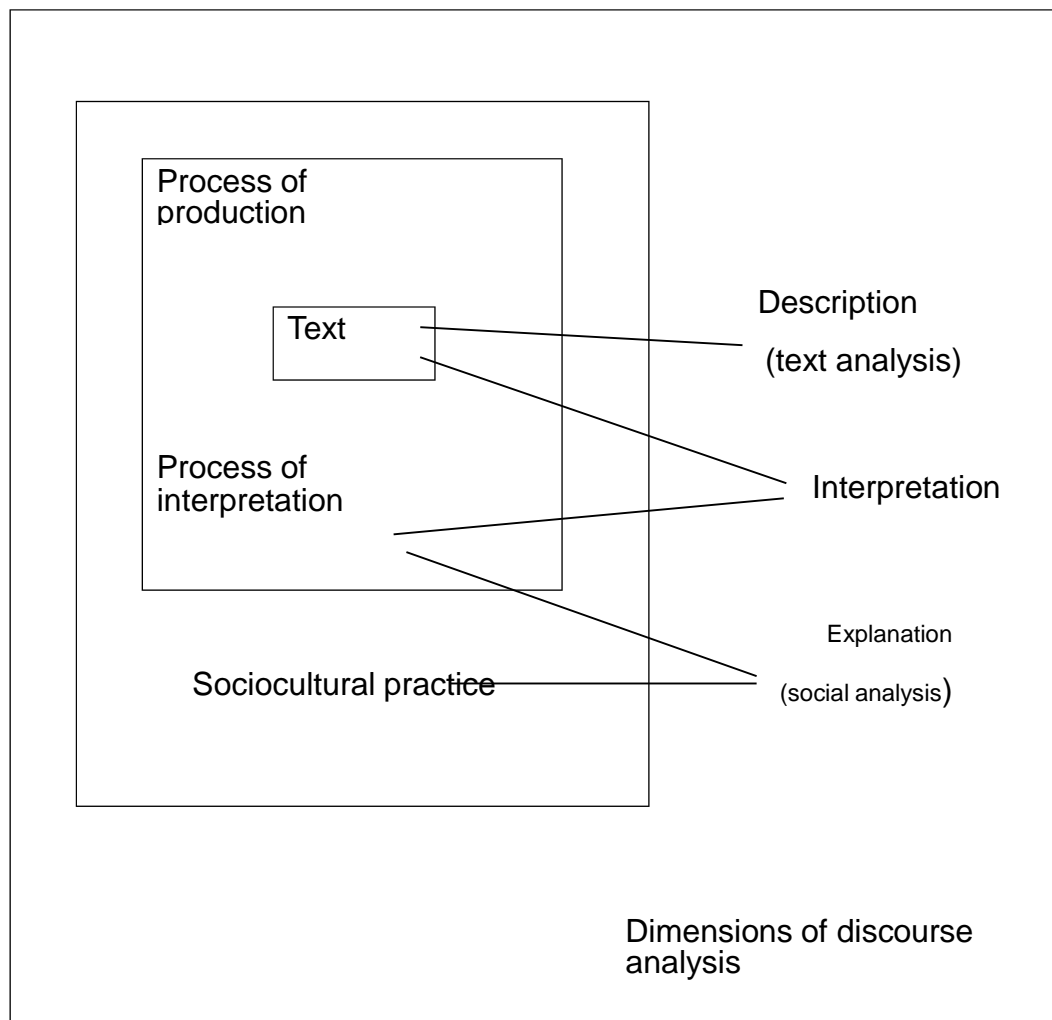 Process of
production
Text
Description
(text analysis)
Process of
interpretation
Interpretation
Explanation
Sociocultural practice
(social analysis)
Dimensions of discourse
analysis